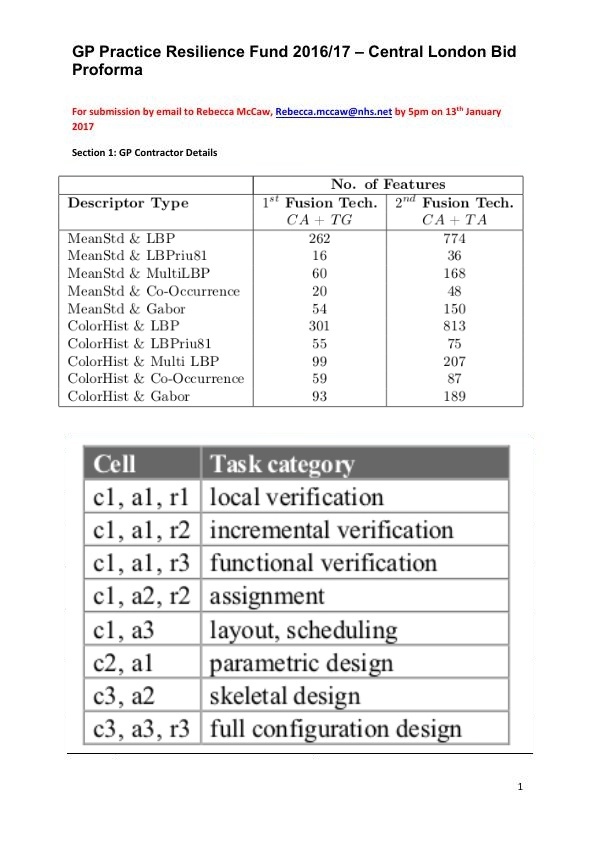 GP Practice Resilience Fund 2016/17 – Central London Bid
Proforma
For submission by email to Rebecca McCaw, Rebecca.mccaw@nhs.net by 5pm on 13th January
2017
Section 1: GP Contractor Details
No. of Features
Descriptor Type 1st Fusion Tech. 2nd Fusion Tech.
CA + TG CA + TA
MeanStd & LBP 262 774
MeanStd & LBPriu81 16 36
MeanStd & MultiLBP 60 168
MeanStd & Co-Occurrence 20 48
MeanStd & Gabor 54 150
ColorHist & LBP 301 813
ColorHist & LBPriu81 55 75
ColorHist & Multi LBP 99 207
ColorHist & Co-Occurrence 59 87
ColorHist & Gabor 93 189
Cell Task category
c1, a1, r1 local verification
c1, a1, r2 incremental verification
c1, a1, r3 functional verification
c1, a2, r2 assignment
c1, a3 layout, scheduling
c2, a1 parametric design
c3, a2 skeletal design
c3, a3, r3 full configuration design
1